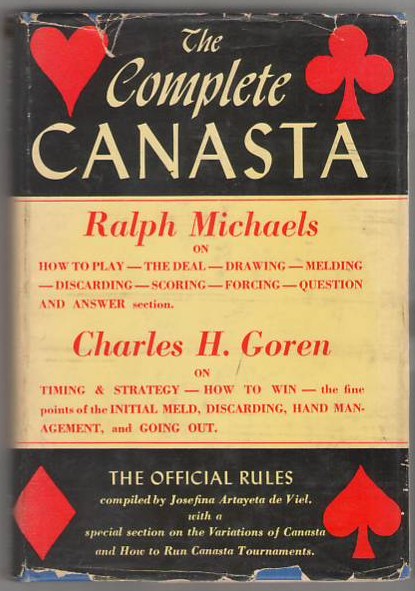 The
Complete
CANASTA
Ralph Michaels
ON
HOW TO PLAY — THE DEAL — DRAWING — MELDING
— DISCARDING — SCORING — FORCING — QUESTION
AND ANSWER section.
Charles H. Goren
ON
TIMING & STRATEGY — HOW TO WIN — the fine
points of the INITIAL MELD, DISCARDING, HAND MAN-
AGEMENT, and GOING OUT.
THE OFFICIAL RULES
compiled by Josefina Artayeta de Viel.
with a
special section on the Variations of Canasta
and How to Run Canasta Tournaments.